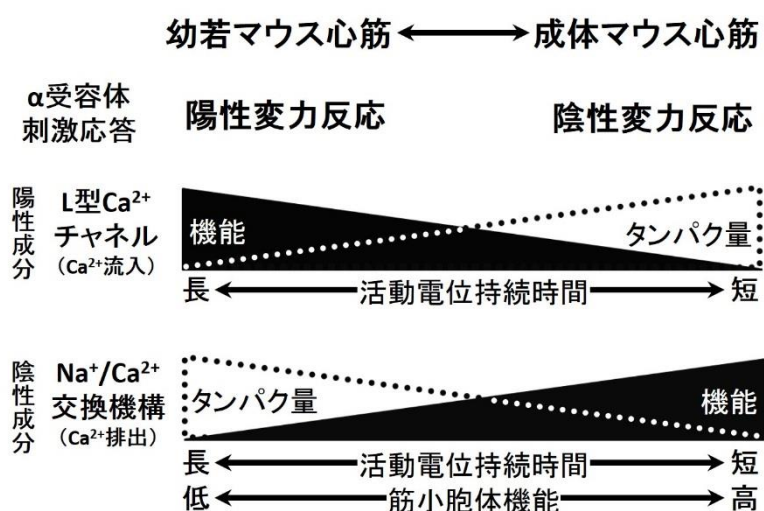 幼若マウス心筋 ⟷ 成体マウス心筋
α受容体
刺激応答
陽性変力反応
陰性変力反応
陽性成分
L型Ca²⁺
チャネル
(Ca²⁺流入)
機能
タンパク量
長 活動電位持続時間 短
陰性成分
Na⁺/Ca²⁺
交換機構
(Ca²⁺排出)
タンパク量
機能
長 活動電位持続時間 短
低 筋小胞体機能 高